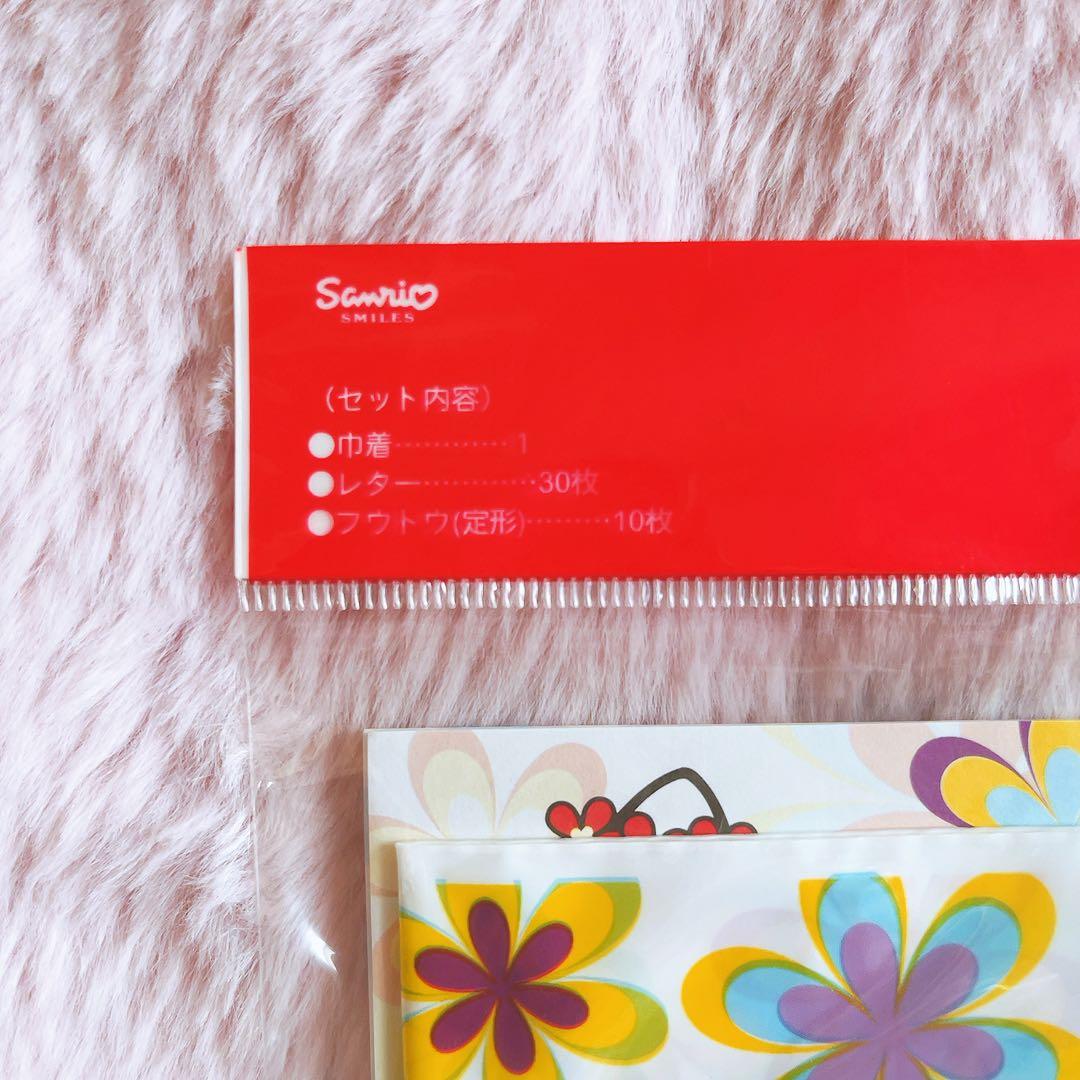 Sanrio
SMILES
(セット内容)
●巾着…………1
●レター…………30枚
●フウトウ(定形)………10枚